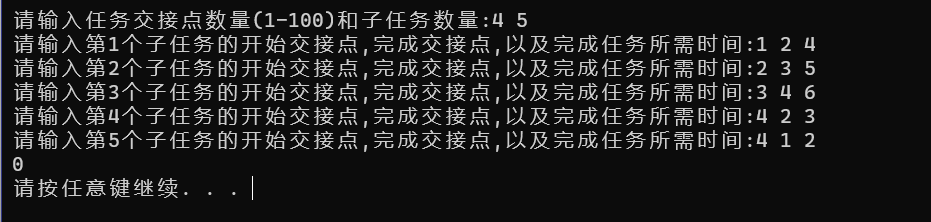 请输入任务交接点数量(1-100)和子任务数量:4 5
请输入第1个子任务的开始交接点,完成交接点,以及完成任务所需时间:1 2 4
请输入第2个子任务的开始交接点,完成交接点,以及完成任务所需时间:2 3 5
请输入第3个子任务的开始交接点,完成交接点,以及完成任务所需时间:3 4 6
请输入第4个子任务的开始交接点,完成交接点,以及完成任务所需时间:4 2 3
请输入第5个子任务的开始交接点,完成交接点,以及完成任务所需时间:4 1 2
0
请按任意键继续. . .